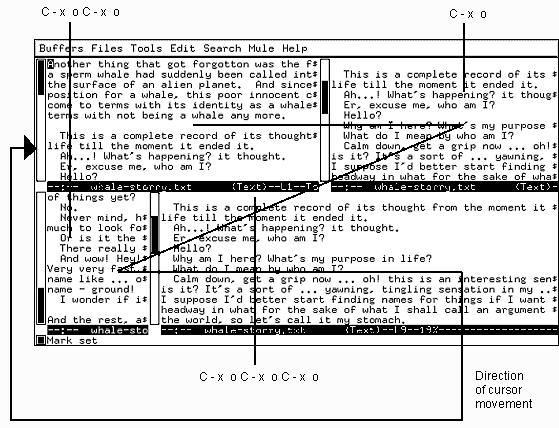 C-x oC-x o
C-x o
Buffers Files Tools Edit Search Mule Help
Another thing that got forgotten was the f$
a sperm whale had suddenly been called int$
the surface of an alien planet.  And since$
position for a whale, this poor innocent c$
come to terms with its identity as a whale$
terms with not being a whale any more.
This is a complete record of its thought$
life till the moment it ended.
Ah...! What's happening? it thought.
Er, excuse me, who am I?
Hello?
--:--  whale-storry.txt      (Text)--L1--To
This is a complete record of its $
life till the moment it ended.
Ah...! What's happening? it thoug$
Er, excuse me, who am I?
Hello?
Why am I here? What's my purpose $
What do I mean by who am I?
Calm down, get a grip now ... oh!$
is it? It's a sort of ... yawning, $
I suppose I'd better start finding $
headway in what for the sake of wha$
--:--  whale-storry.txt      (Text)
of things yet?
No.
Never mind, h$
much to look fo$
Or is it the $
There really $
And wow! Hey! $
Very very fast.$
name like ... o$
name - ground!
I wonder if i$
And the rest, a$
--:--  whale-sto
This is a complete record of its thought from the moment it $
life till the moment it ended.
Ah...! What's happening? it thought.
Er, excuse me, who am I?
Hello?
Why am I here? What's my purpose in life?
What do I mean by who am I?
Calm down, get a grip now ... oh! this is an interesting sen$
is it? It's a sort of ... yawning, tingling sensation in my ..$
I suppose I'd better start finding names for things if I want $
headway in what for the sake of what I shall call an argument $
the world, so let's call it my stomach.
--:--  whale-storry.txt      (Text)--L9--19%--------
Mark set
C-x oC-x oC-x o
Direction
of cursor
movement